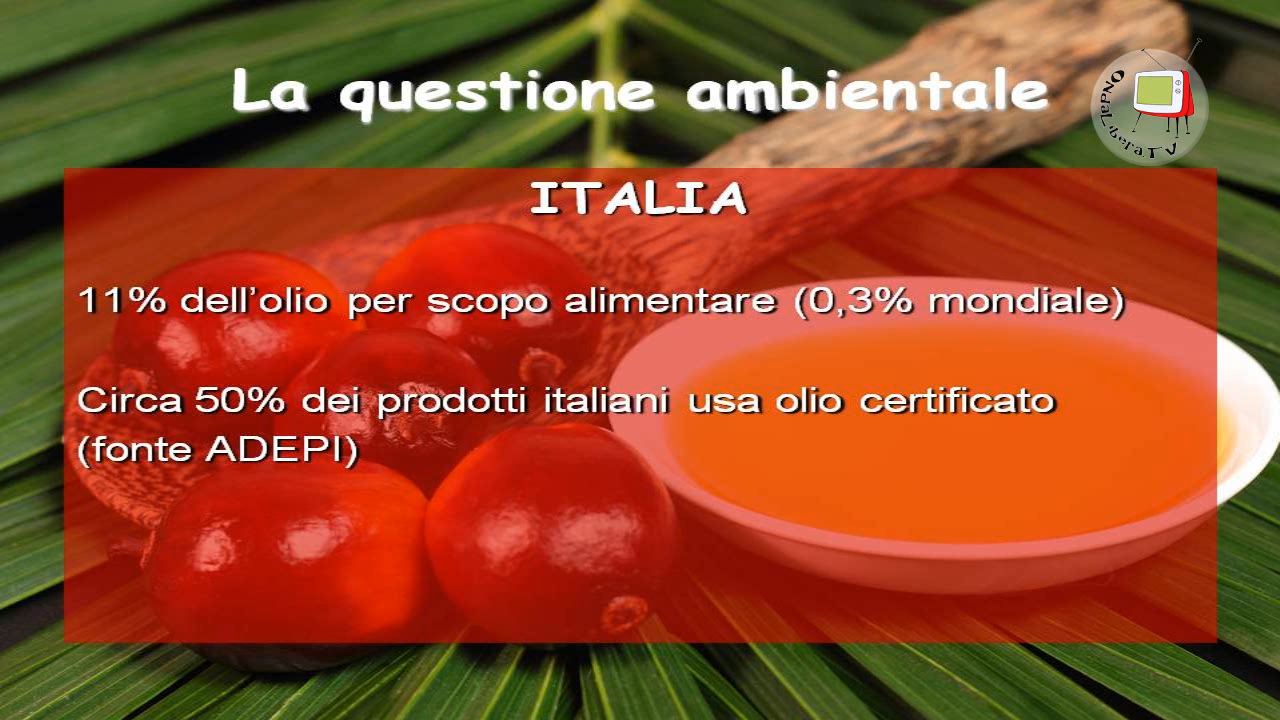 La questione ambientale
OndaLiberaTV
ITALIA
11% dell’olio per scopo alimentare (0,3% mondiale)
Circa 50% dei prodotti italiani usa olio certificato
(fonte ADEPI)